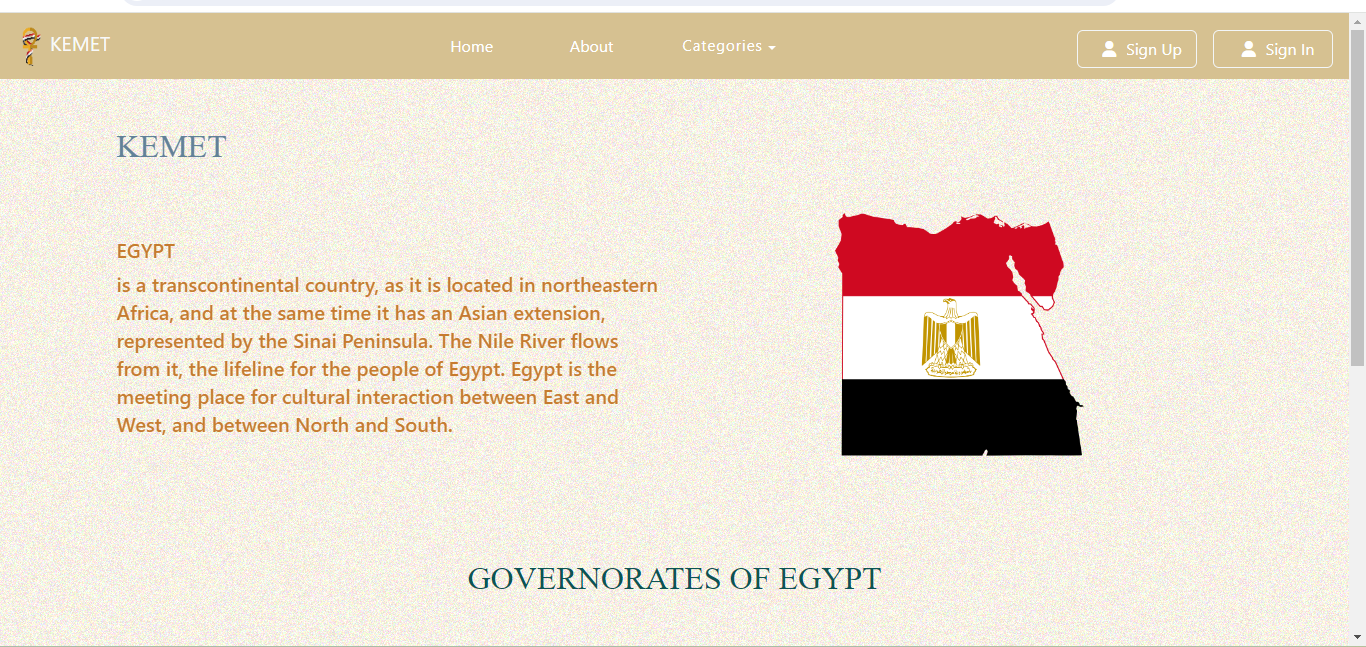 KEMET
Home
About
Categories
Sign Up
Sign In
KEMET
EGYPT
is a transcontinental country, as it is located in northeastern
Africa, and at the same time it has an Asian extension,
represented by the Sinai Peninsula. The Nile River flows
from it, the lifeline for the people of Egypt. Egypt is the
meeting place for cultural interaction between East and
West, and between North and South.
GOVERNORATES OF EGYPT